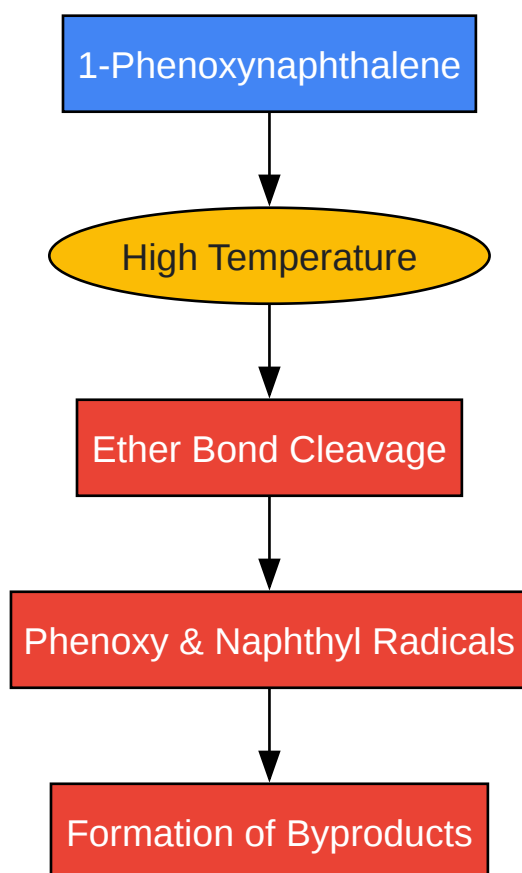 1-Phenoxynaphthalene
High Temperature
Ether Bond Cleavage
Phenoxy & Naphthyl Radicals
Formation of Byproducts